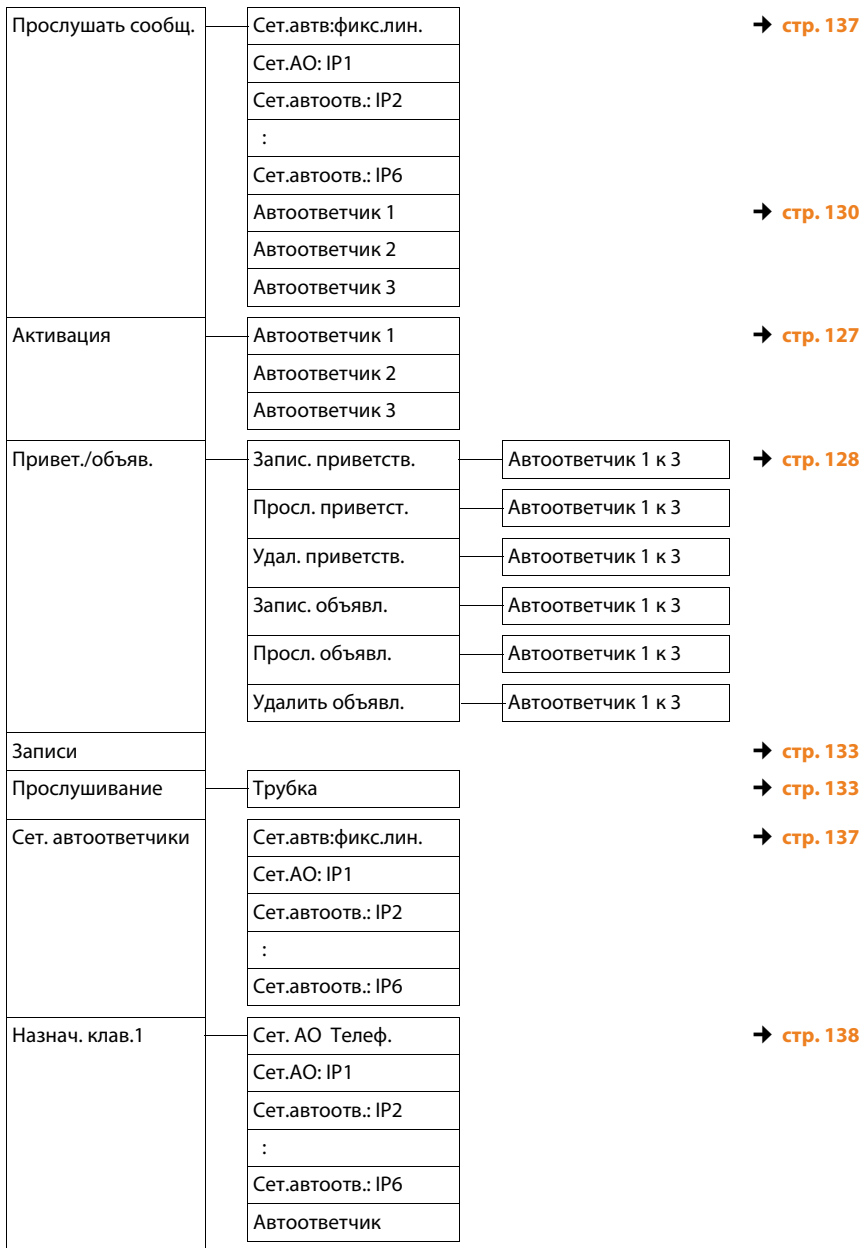 Прослушать сообщ. Сет.автв:фикс.лин. ➔ стр. 137
Сет.АО: IP1
Сет.автоотв.: IP2
:
Сет.автоотв.: IP6
Автоответчик 1 ➔ стр. 130
Автоответчик 2
Автоответчик 3
Активация Автоответчик 1 ➔ стр. 127
Автоответчик 2
Автоответчик 3
Привет./объяв. Запис. приветств. Автоответчик 1 к 3 ➔ стр. 128
Просл. приветст. Автоответчик 1 к 3
Удал. приветств. Автоответчик 1 к 3
Запис. объявл. Автоответчик 1 к 3
Просл. объявл. Автоответчик 1 к 3
Удалить объявл. Автоответчик 1 к 3
Записи ➔ стр. 133
Прослушивание Трубка ➔ стр. 133
Сет. автоответчики Сет.автв:фикс.лин. ➔ стр. 137
Сет.АО: IP1
Сет.автоотв.: IP2
:
Сет.автоотв.: IP6
Назнач. клав.1 Сет. АО Телеф. ➔ стр. 138
Сет.АО: IP1
Сет.автоотв.: IP2
:
Сет.автоотв.: IP6
Автоответчик